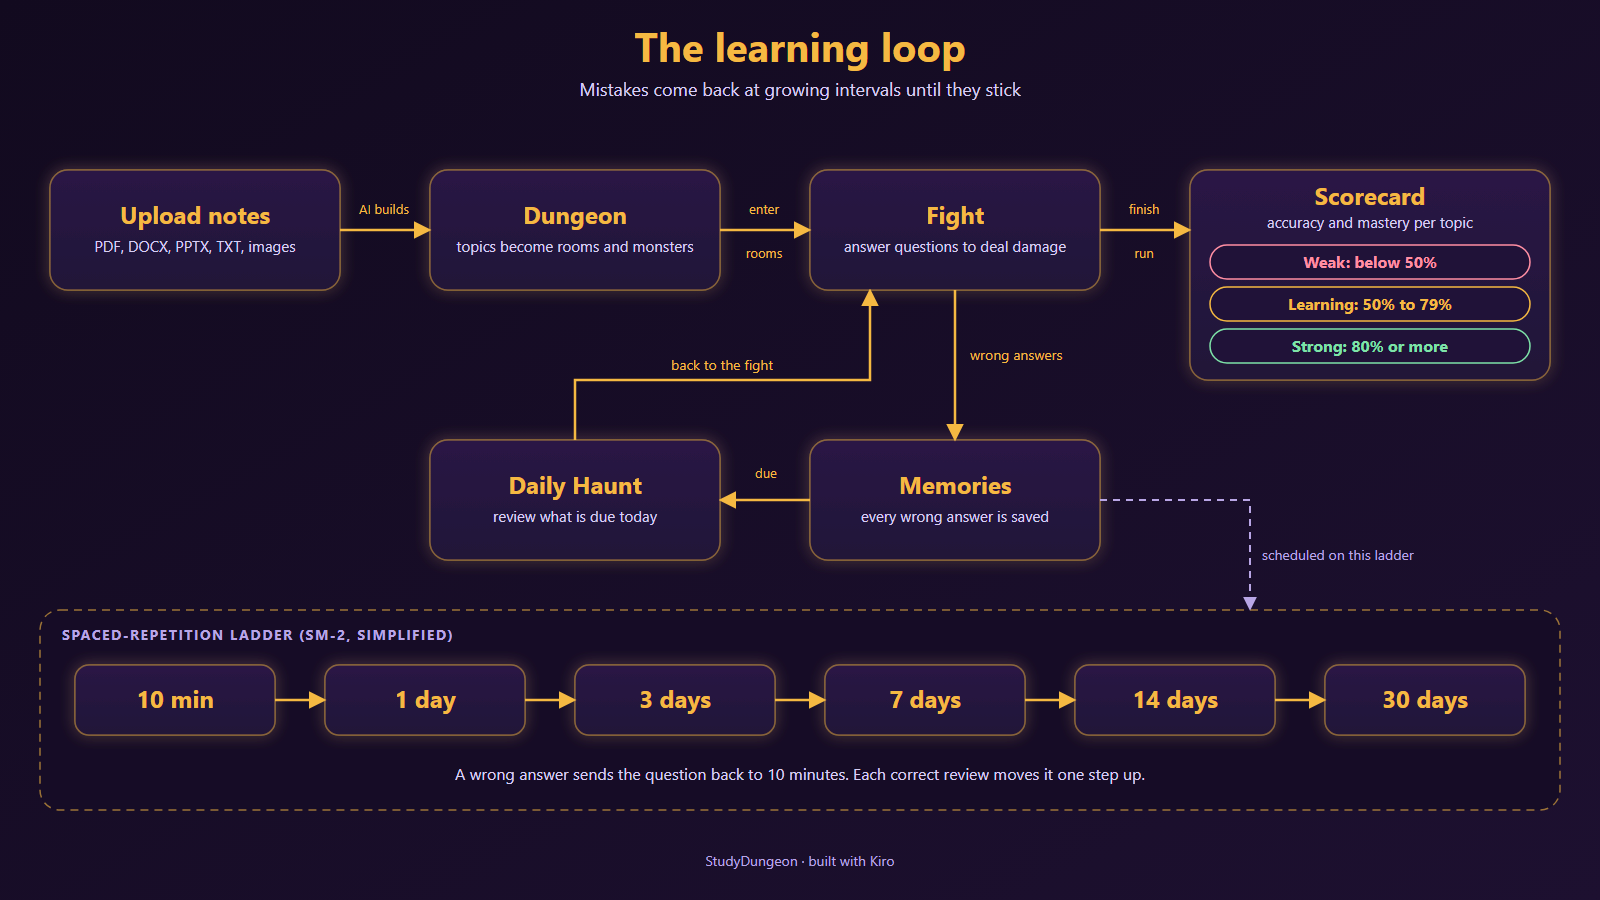 The learning loop
Mistakes come back at growing intervals until they stick
Upload notes
PDF, DOCX, PPTX, TXT, images
AI builds
Dungeon
topics become rooms and monsters
enter
rooms
Fight
answer questions to deal damage
finish
run
Scorecard
accuracy and mastery per topic
Weak: below 50%
Learning: 50% to 79%
Strong: 80% or more
back to the fight
wrong answers
Daily Haunt
review what is due today
due
Memories
every wrong answer is saved
scheduled on this ladder
SPACED-REPETITION LADDER (SM-2, SIMPLIFIED)
10 min
1 day
3 days
7 days
14 days
30 days
A wrong answer sends the question back to 10 minutes. Each correct review moves it one step up.
StudyDungeon · built with Kiro